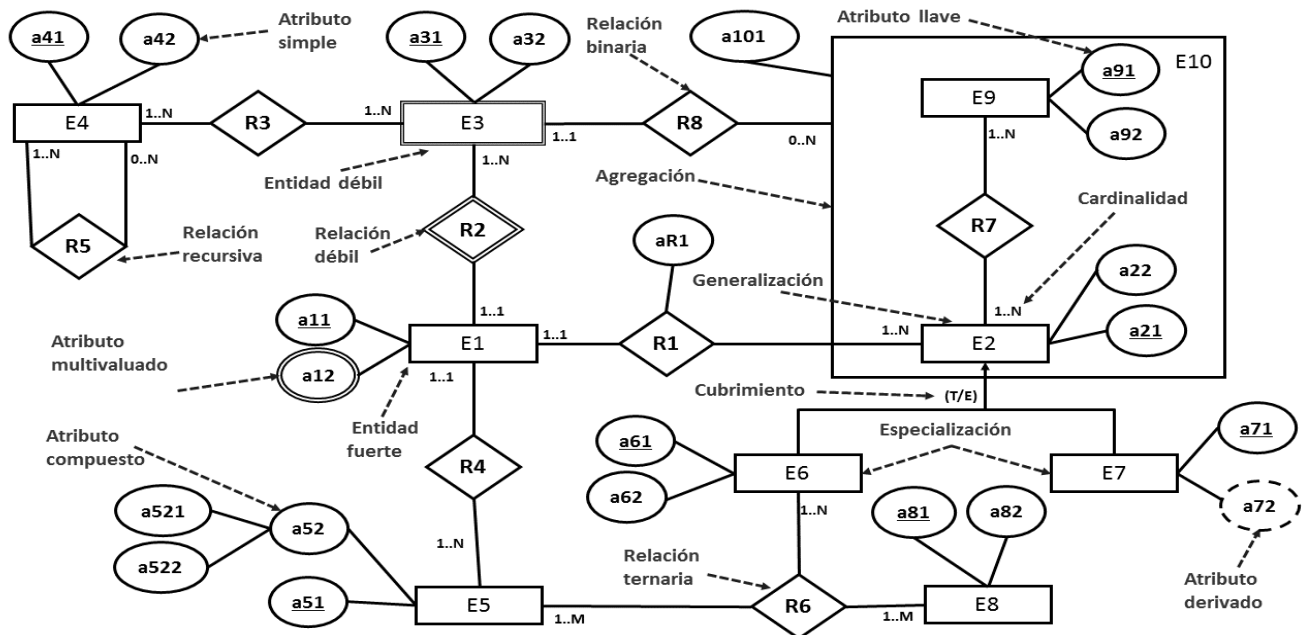 a41
a42
Atributo
simple
a31
a32
Relación
binaria
a101
Atributo llave
a91
E10
E4
1..N
R3
1..N
E3
1..1
R8
0..N
E9
1..N
a92
1..N
0..N
Entidad débil
1..N
Agregación
Cardinalidad
R5
Relación
recursiva
Relación
débil
R2
aR1
Generalización
R7
a22
a21
1..N
1..1
a11
Atributo
multivaluado
a12
E1
1..1
1..1
R1
1..N
E2
Cubrimiento
(T/E)
Entidad
fuerte
Atributo
compuesto
R4
a61
a62
E6
Especialización
E7
a71
a72
a521
a522
a52
1..N
1..N
a81
a82
Relación
ternaria
Atributo
derivado
a51
E5
1..M
R6
1..M
E8